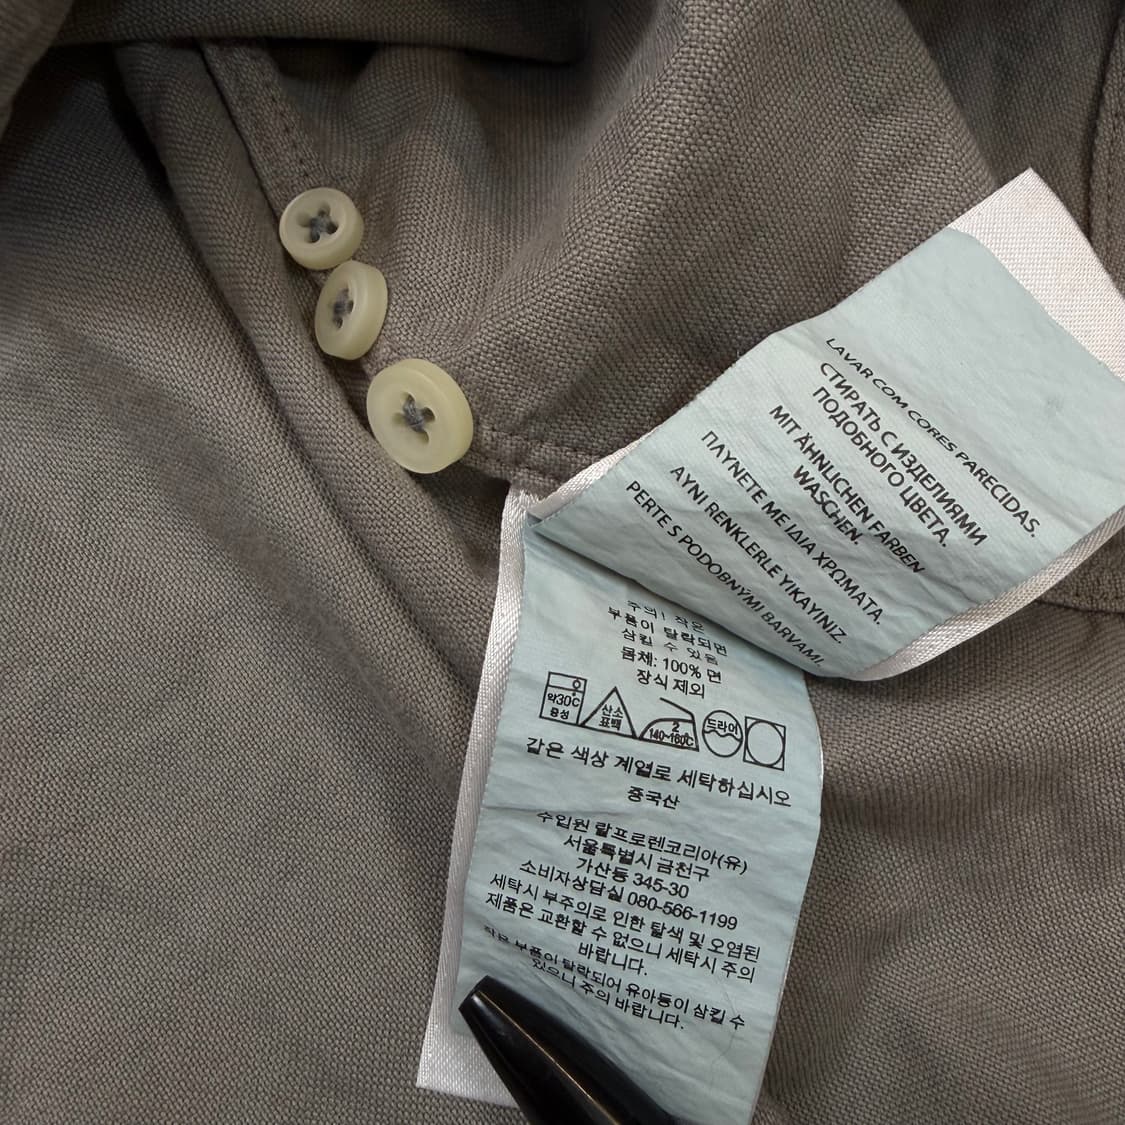 LAVAR COM CORES PARECIDAS.
СТИРАТЬ С ИЗДЕЛИЯМИ
ПОДОБНОГО ЦВЕТА.
MIT ÄHNLICHEN FARBEN
WASCHEN.
ΠΛΥΝΕΤΕ ΜΕ ΙΔΙΑ ΧΡΩΜΑΤΑ.
AYNI RENKLERLE YIKAYINIZ.
PERTE S PODOBNÝMI BARVAMI.
주의! 작은
부품이 탈락되면
삼킬 수 있음
몸체: 100% 면
장식 제외
약30℃
중성
산소
표백
2
140~160℃
드라이
같은 색상 계열로 세탁하십시오
중국산
수입원 랄프로렌코리아(유)
서울특별시 금천구
가산동 345-30
소비자상담실 080-566-1199
세탁시 부주의로 인한 탈색 및 오염된
제품은 교환할 수 없으니 세탁시 주의
바랍니다.
작은 부품이 탈락되어 유아동이 삼킬 수
있으니 주의 바랍니다.